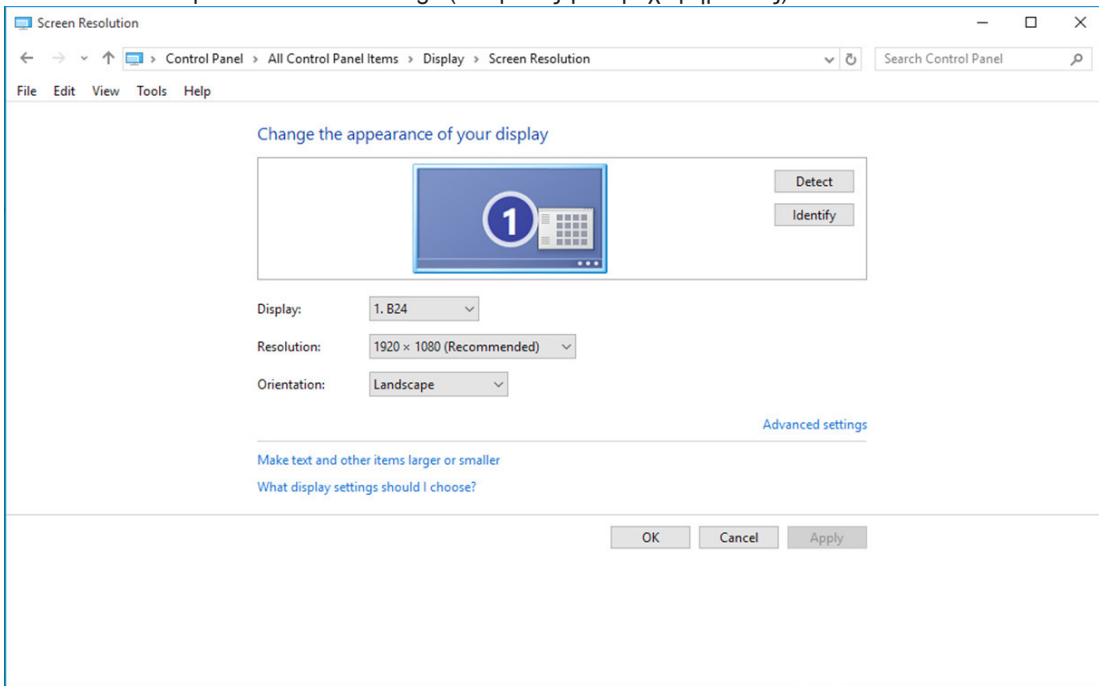 Screen Resolution
Control Panel > All Control Panel Items > Display > Screen Resolution
Search Control Panel
File Edit View Tools Help
Change the appearance of your display
1
Detect
Identify
Display: 1. B24
Resolution: 1920 × 1080 (Recommended)
Orientation: Landscape
Advanced settings
Make text and other items larger or smaller
What display settings should I choose?
OK Cancel Apply